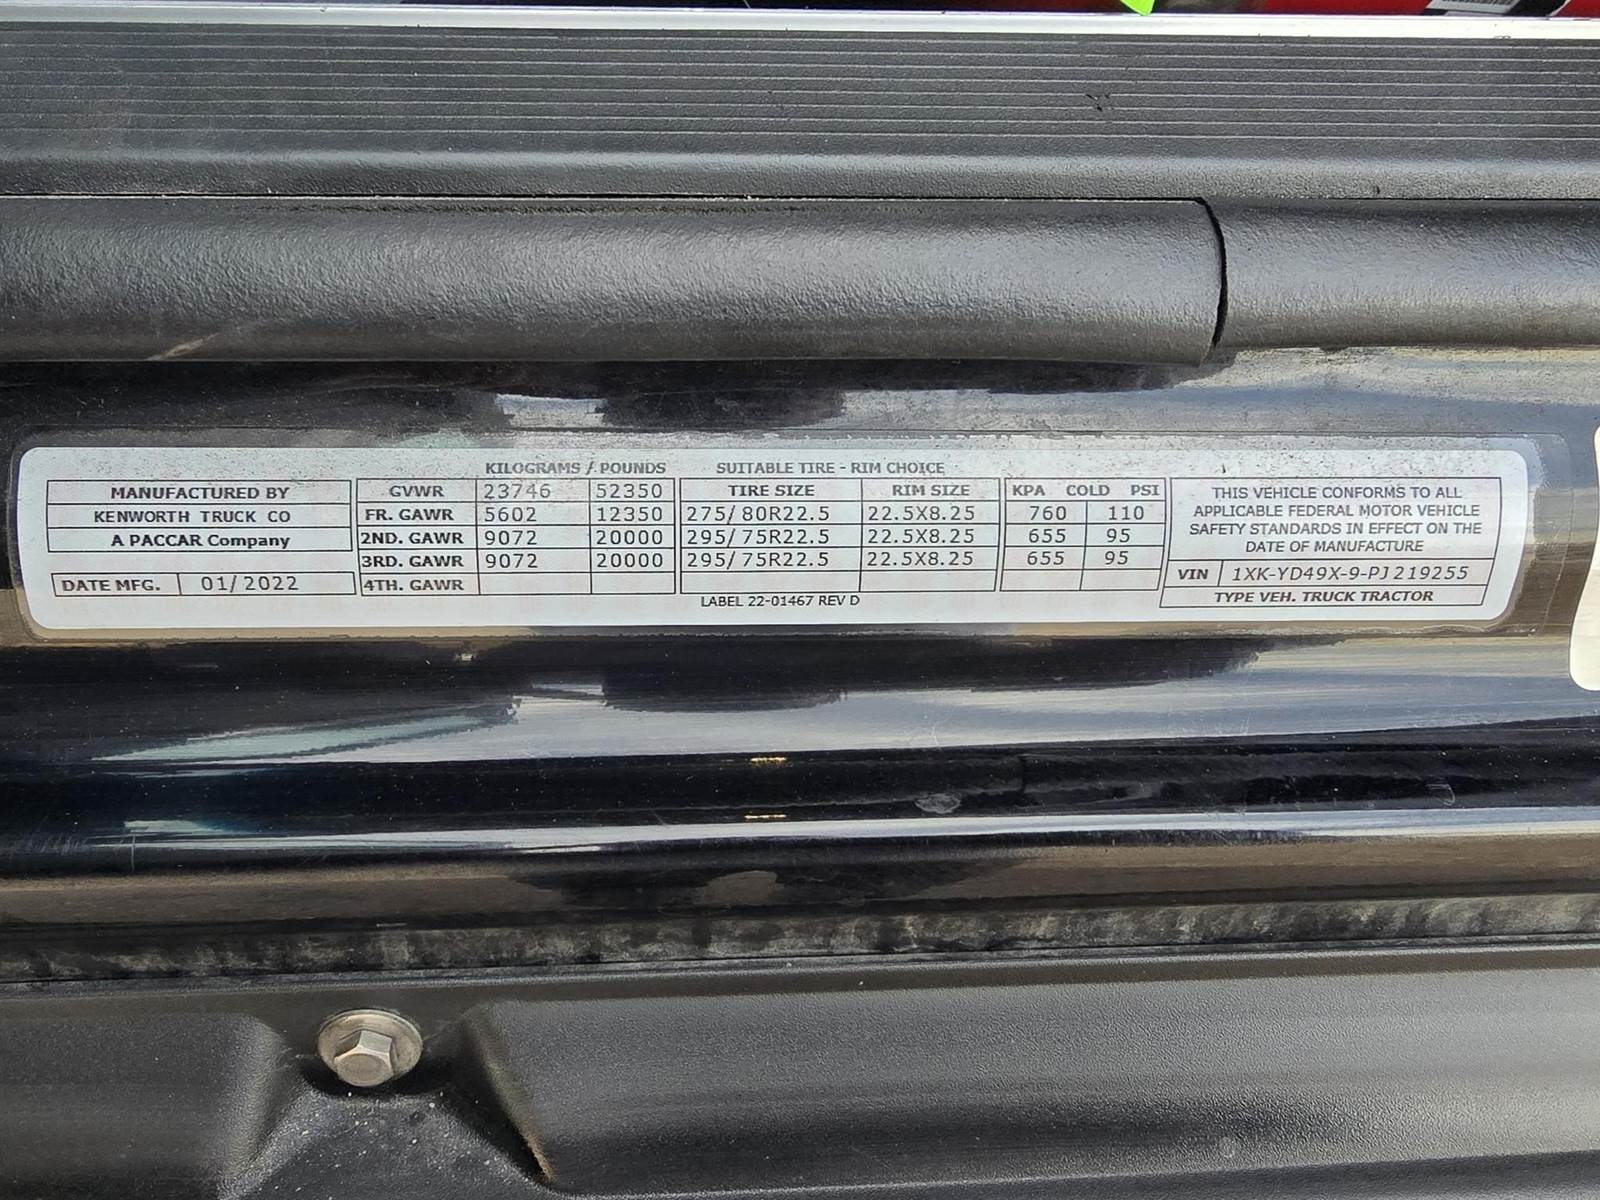 KILOGRAMS / POUNDS SUITABLE TIRE - RIM CHOICE
MANUFACTURED BY
KENWORTH TRUCK CO
A PACCAR Company
DATE MFG. 01/2022
GVWR 23746 52350
FR. GAWR 5602 12350
2ND. GAWR 9072 20000
3RD. GAWR 9072 20000
4TH. GAWR
TIRE SIZE RIM SIZE
275/80R22.5 22.5X8.25
295/75R22.5 22.5X8.25
295/75R22.5 22.5X8.25
KPA COLD PSI
760 110
655 95
655 95
LABEL 22-01467 REV D
THIS VEHICLE CONFORMS TO ALL
APPLICABLE FEDERAL MOTOR VEHICLE
SAFETY STANDARDS IN EFFECT ON THE
DATE OF MANUFACTURE
VIN 1XK-YD49X-9-PJ219255
TYPE VEH. TRUCK TRACTOR